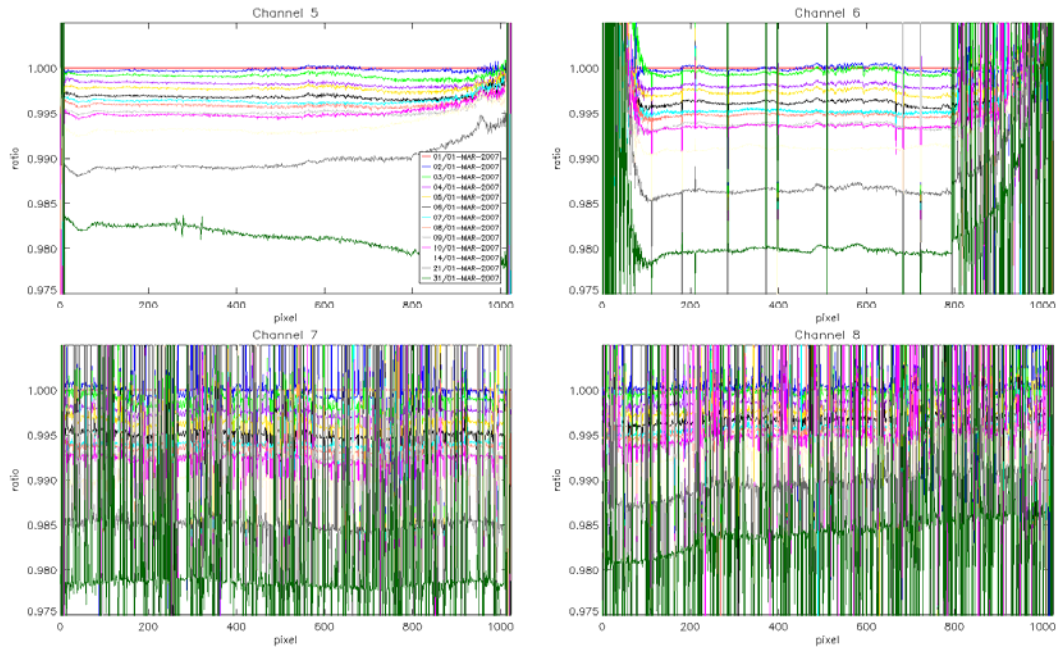 Channel 5
1.000
0.995
0.990
0.985
0.980
0.975
ratio
0 200 400 600 800 1000
pixel
01/01-MAR-2007
02/01-MAR-2007
03/01-MAR-2007
04/01-MAR-2007
05/01-MAR-2007
06/01-MAR-2007
07/01-MAR-2007
08/01-MAR-2007
09/01-MAR-2007
10/01-MAR-2007
14/01-MAR-2007
21/01-MAR-2007
31/01-MAR-2007
Channel 6
1.000
0.995
0.990
0.985
0.980
0.975
ratio
0 200 400 600 800 1000
pixel
Channel 7
1.000
0.995
0.990
0.985
0.980
0.975
ratio
0 200 400 600 800 1000
pixel
Channel 8
1.000
0.995
0.990
0.985
0.980
0.975
ratio
0 200 400 600 800 1000
pixel